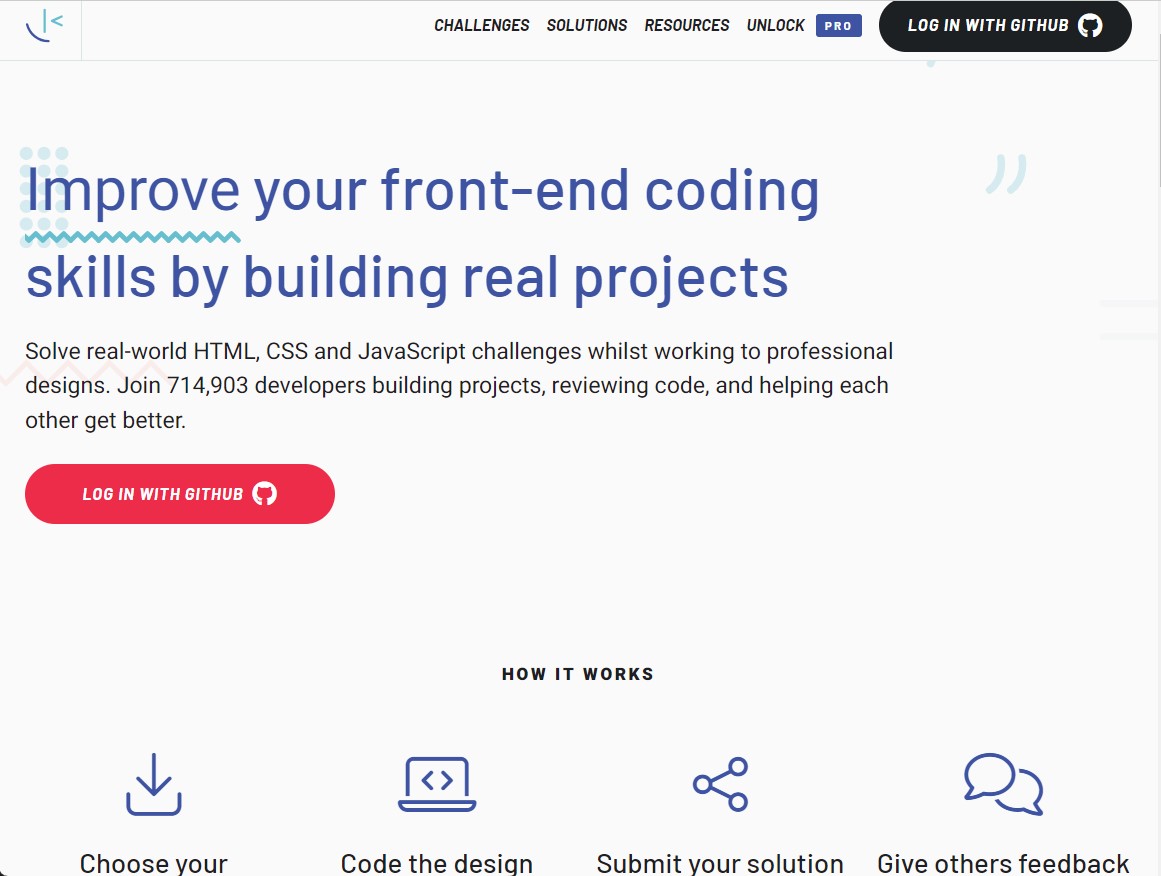 CHALLENGES SOLUTIONS RESOURCES UNLOCK PRO LOG IN WITH GITHUB
Improve your front-end coding
skills by building real projects
Solve real-world HTML, CSS and JavaScript challenges whilst working to professional
designs. Join 714,903 developers building projects, reviewing code, and helping each
other get better.
LOG IN WITH GITHUB
HOW IT WORKS
Choose your
Code the design
Submit your solution
Give others feedback